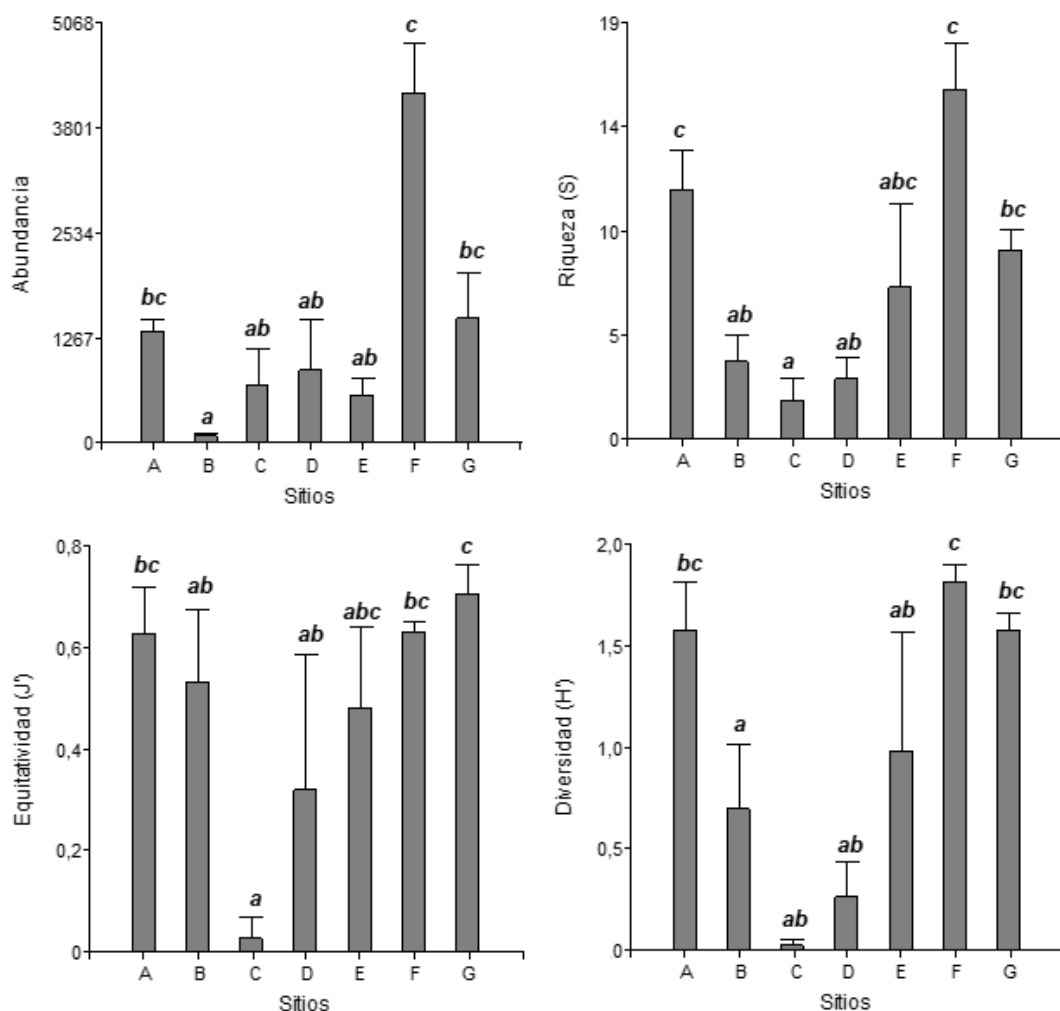 Abundancia
5068
3801
2534
1267
0
bc
a
ab
ab
ab
c
bc
A B C D E F G
Sitios
Riqueza (S)
19
14
10
5
0
c
ab
a
ab
abc
c
bc
A B C D E F G
Sitios
Equitatividad (J')
0,8
0,6
0,4
0,2
0
bc
ab
a
ab
abc
bc
c
A B C D E F G
Sitios
Diversidad (H')
2,0
1,5
1,0
0,5
0
bc
a
ab
ab
ab
c
bc
A B C D E F G
Sitios